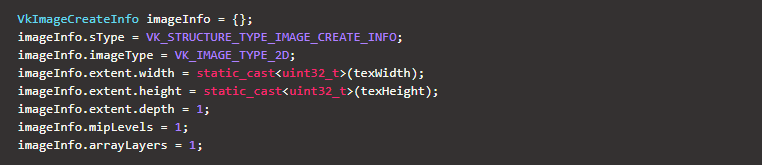 VkImageCreateInfo imageInfo = {};
imageInfo.sType = VK_STRUCTURE_TYPE_IMAGE_CREATE_INFO;
imageInfo.imageType = VK_IMAGE_TYPE_2D;
imageInfo.extent.width = static_cast<uint32_t>(texWidth);
imageInfo.extent.height = static_cast<uint32_t>(texHeight);
imageInfo.extent.depth = 1;
imageInfo.mipLevels = 1;
imageInfo.arrayLayers = 1;